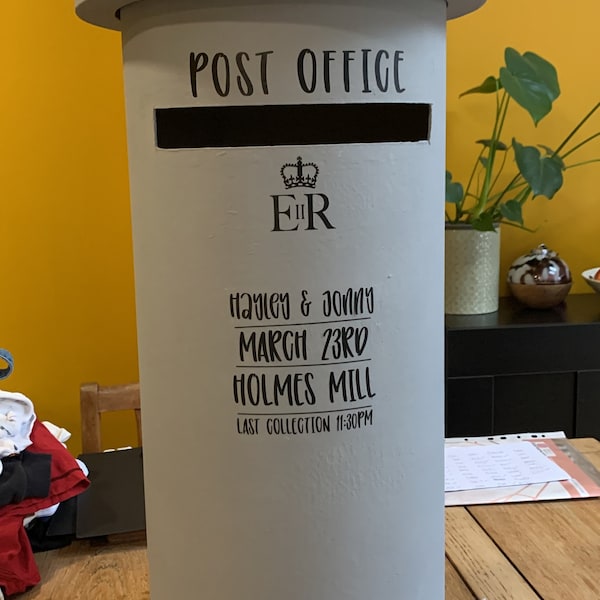 POST OFFICE
EIIR
HAYLEY & JONNY
MARCH 23RD
HOLMES MILL
LAST COLLECTION 11:30PM